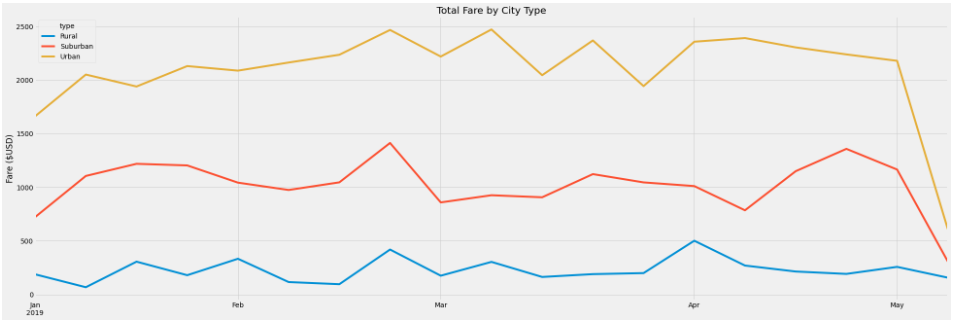 Total Fare by City Type
type
Rural
Suburban
Urban
Fare ($USD)
2500
2000
1500
1000
500
0
Jan Feb Mar Apr May
2019